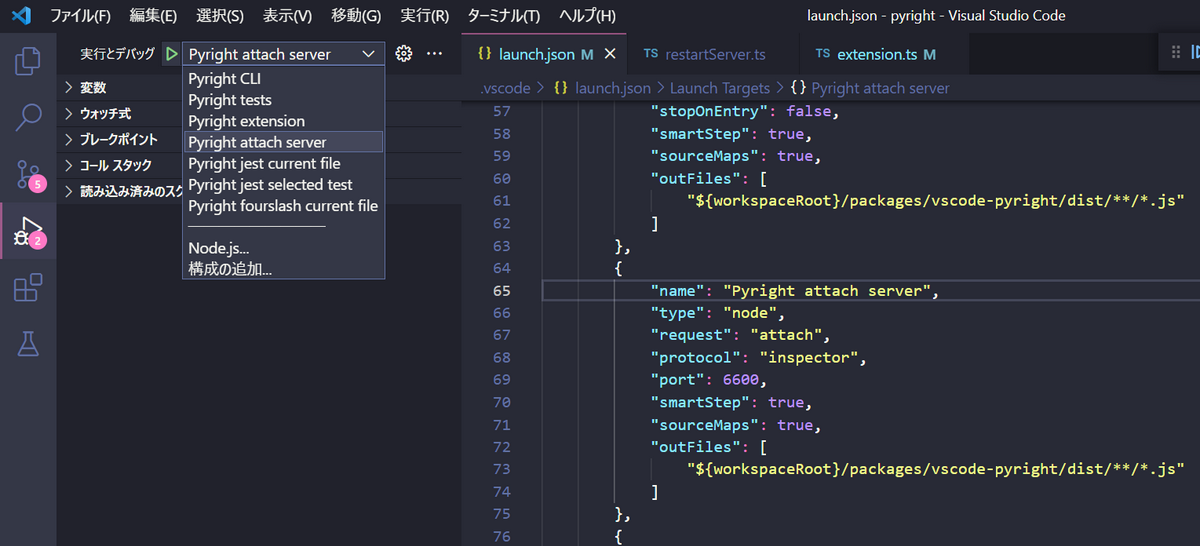 ファイル(F) 編集(E) 選択(S) 表示(V) 移動(G) 実行(R) ターミナル(T) ヘルプ(H) launch.json - pyright - Visual Studio Code
実行とデバッグ Pyright attach server
変数
ウォッチ式
ブレークポイント
コール スタック
読み込み済みのスク
Pyright CLI
Pyright tests
Pyright extension
Pyright attach server
Pyright jest current file
Pyright jest selected test
Pyright fourslash current file
Node.js...
構成の追加...
5
2
{} launch.json M TS restartServer.ts TS extension.ts M
.vscode > {} launch.json > Launch Targets > {} Pyright attach server
57 "stopOnEntry": false,
58 "smartStep": true,
59 "sourceMaps": true,
60 "outFiles": [
61 "${workspaceRoot}/packages/vscode-pyright/dist/**/*.js"
62 ]
63 },
64 {
65 "name": "Pyright attach server",
66 "type": "node",
67 "request": "attach",
68 "protocol": "inspector",
69 "port": 6600,
70 "smartStep": true,
71 "sourceMaps": true,
72 "outFiles": [
73 "${workspaceRoot}/packages/vscode-pyright/dist/**/*.js"
74 ]
75 },
76 {